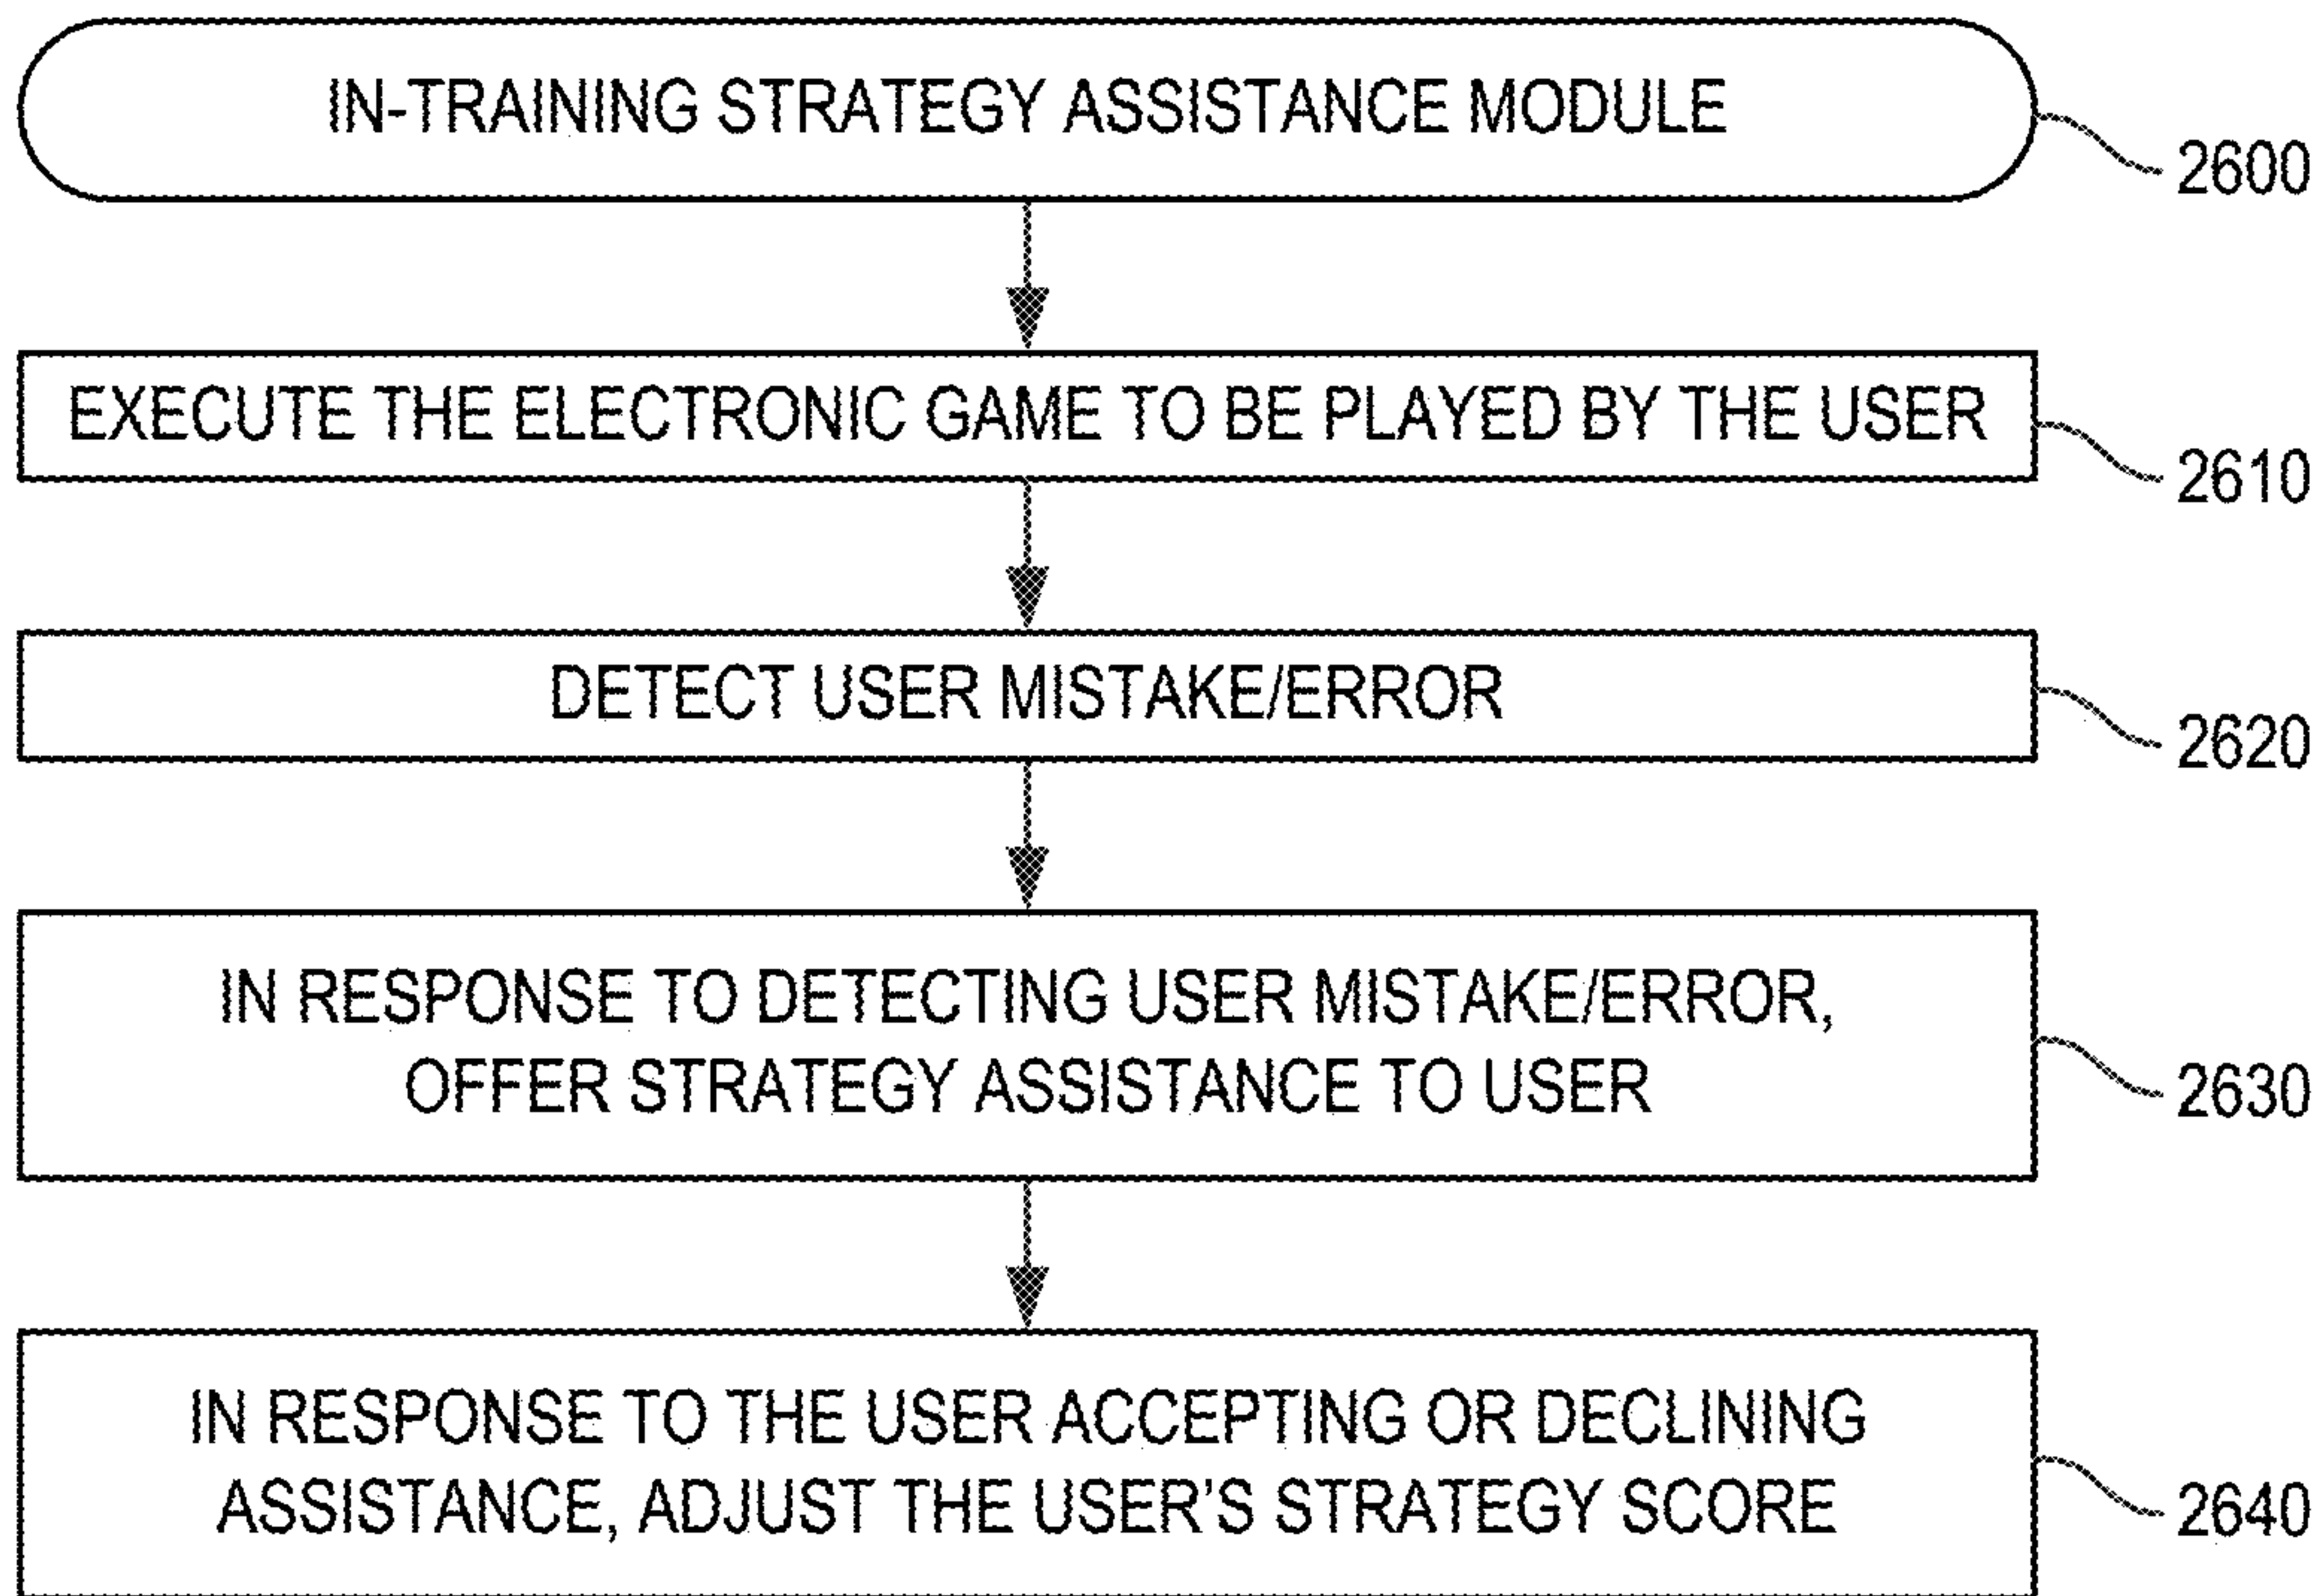 IN-TRAINING STRATEGY ASSISTANCE MODULE
2600
EXECUTE THE ELECTRONIC GAME TO BE PLAYED BY THE USER
2610
DETECT USER MISTAKE/ERROR
2620
IN RESPONSE TO DETECTING USER MISTAKE/ERROR,
OFFER STRATEGY ASSISTANCE TO USER
2630
IN RESPONSE TO THE USER ACCEPTING OR DECLINING
ASSISTANCE, ADJUST THE USER'S STRATEGY SCORE
2640